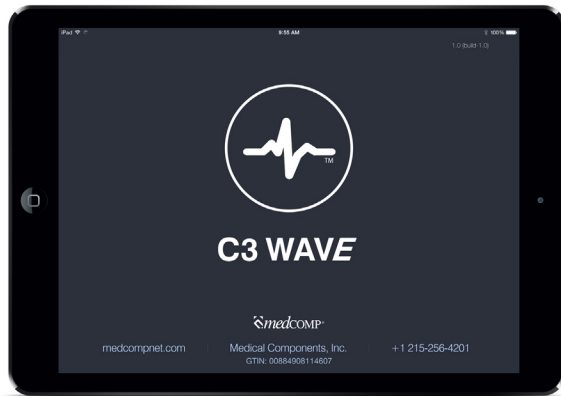 iPad 9:55 AM 100%
1.0 (build-1.0)
TM
C3 WAVE
medCOMP®
medcompnet.com | Medical Components, Inc. | +1 215-256-4201
GTIN: 00884908114607